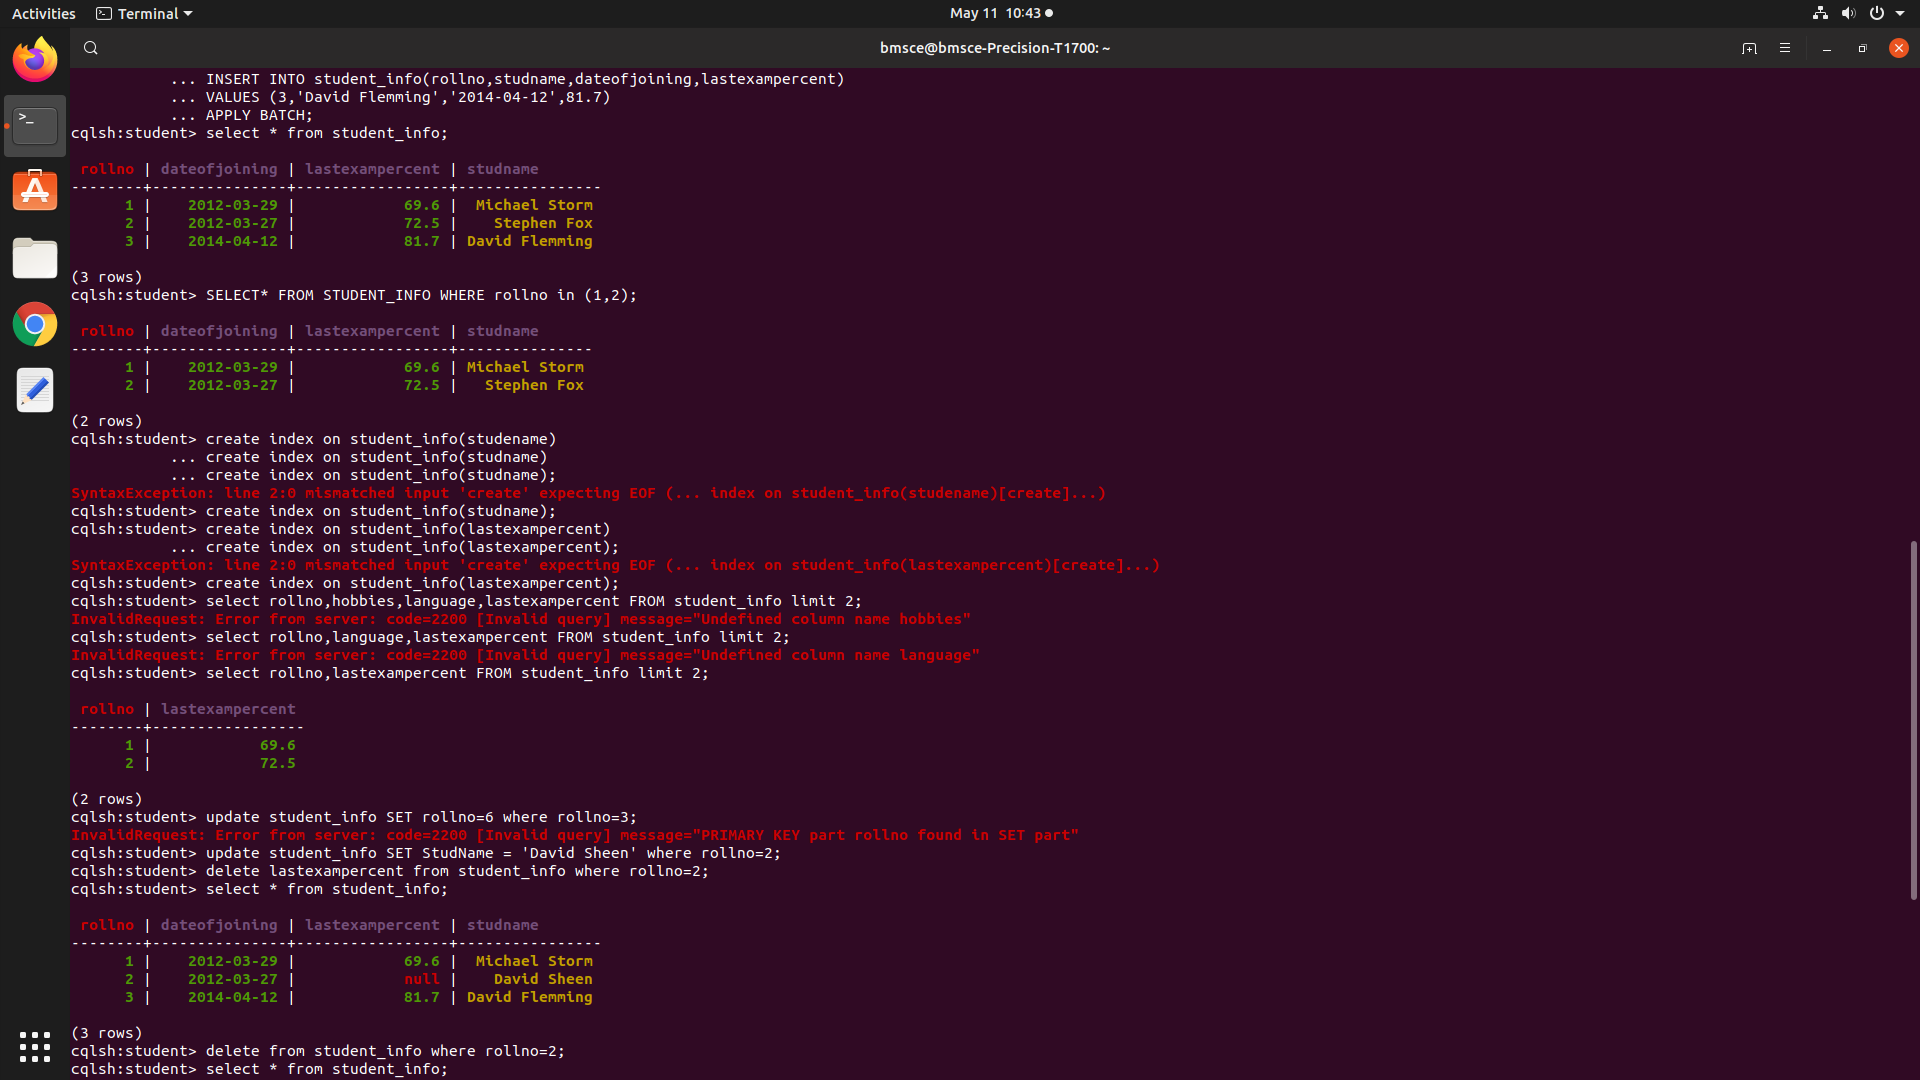 Activities Terminal May 11 10:43
bmsce@bmsce-Precision-T1700: ~
... INSERT INTO student_info(rollno,studname,dateofjoining,lastexampercent)
... VALUES (3,'David Flemming','2014-04-12',81.7)
... APPLY BATCH;
cqlsh:student> select * from student_info;
rollno | dateofjoining | lastexampercent | studname
--------+---------------+-----------------+----------------
1 | 2012-03-29 | 69.6 | Michael Storm
2 | 2012-03-27 | 72.5 | Stephen Fox
3 | 2014-04-12 | 81.7 | David Flemming
(3 rows)
cqlsh:student> SELECT* FROM STUDENT_INFO WHERE rollno in (1,2);
rollno | dateofjoining | lastexampercent | studname
--------+---------------+-----------------+---------------
1 | 2012-03-29 | 69.6 | Michael Storm
2 | 2012-03-27 | 72.5 | Stephen Fox
(2 rows)
cqlsh:student> create index on student_info(studename)
... create index on student_info(studname)
... create index on student_info(studname);
SyntaxException: line 2:0 mismatched input 'create' expecting EOF (... index on student_info(studename)[create]...)
cqlsh:student> create index on student_info(studname);
cqlsh:student> create index on student_info(lastexampercent)
... create index on student_info(lastexampercent);
SyntaxException: line 2:0 mismatched input 'create' expecting EOF (... index on student_info(lastexampercent)[create]...)
cqlsh:student> create index on student_info(lastexampercent);
cqlsh:student> select rollno,hobbies,language,lastexampercent FROM student_info limit 2;
InvalidRequest: Error from server: code=2200 [Invalid query] message="Undefined column name hobbies"
cqlsh:student> select rollno,language,lastexampercent FROM student_info limit 2;
InvalidRequest: Error from server: code=2200 [Invalid query] message="Undefined column name language"
cqlsh:student> select rollno,lastexampercent FROM student_info limit 2;
rollno | lastexampercent
--------+-----------------
1 | 69.6
2 | 72.5
(2 rows)
cqlsh:student> update student_info SET rollno=6 where rollno=3;
InvalidRequest: Error from server: code=2200 [Invalid query] message="PRIMARY KEY part rollno found in SET part"
cqlsh:student> update student_info SET StudName = 'David Sheen' where rollno=2;
cqlsh:student> delete lastexampercent from student_info where rollno=2;
cqlsh:student> select * from student_info;
rollno | dateofjoining | lastexampercent | studname
--------+---------------+-----------------+----------------
1 | 2012-03-29 | 69.6 | Michael Storm
2 | 2012-03-27 | null | David Sheen
3 | 2014-04-12 | 81.7 | David Flemming
(3 rows)
cqlsh:student> delete from student_info where rollno=2;
cqlsh:student> select * from student_info;